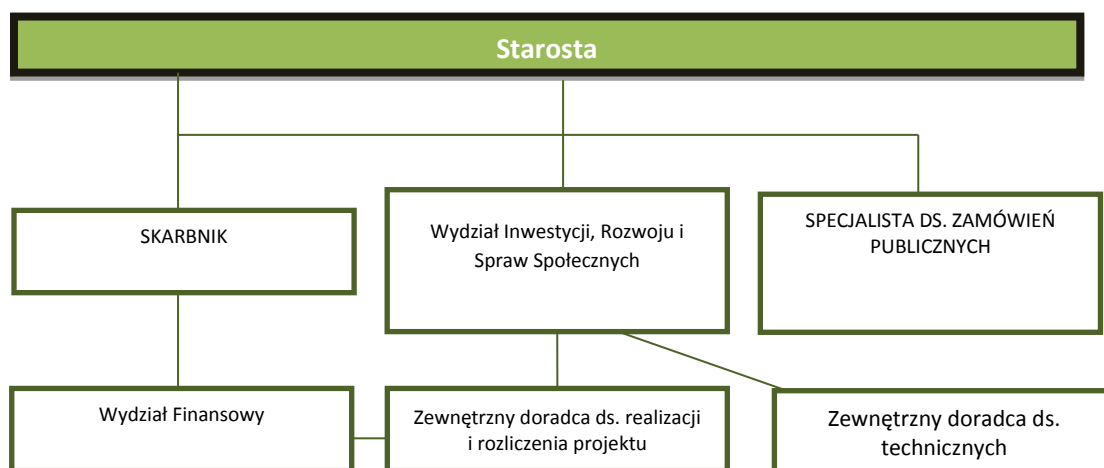 Starosta
SKARBNIK
Wydział Inwestycji, Rozwoju i
Spraw Społecznych
SPECJALISTA DS. ZAMÓWIEŃ
PUBLICZNYCH
Wydział Finansowy
Zewnętrzny doradca ds. realizacji
i rozliczenia projektu
Zewnętrzny doradca ds.
technicznych